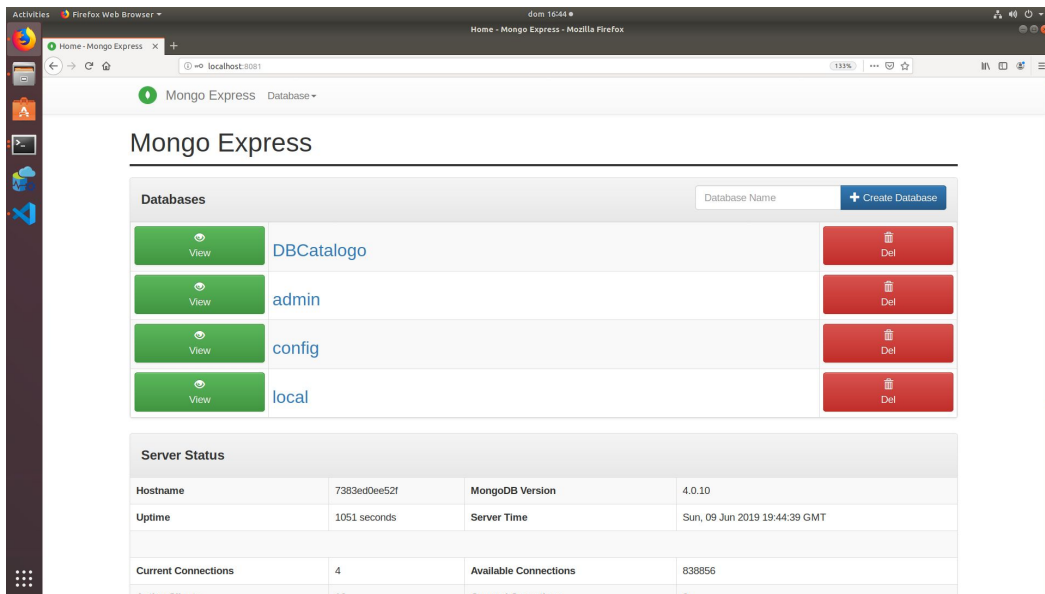 Activities Firefox Web Browser dom 16:44
Home - Mongo Express - Mozilla Firefox
Home - Mongo Express
localhost:8081 133%
Mongo Express Database
Mongo Express
Databases Database Name Create Database
View DBCatalogo Del
View admin Del
View config Del
View local Del
Server Status
Hostname 7383ed0ee52f MongoDB Version 4.0.10
Uptime 1051 seconds Server Time Sun, 09 Jun 2019 19:44:39 GMT
Current Connections 4 Available Connections 838856